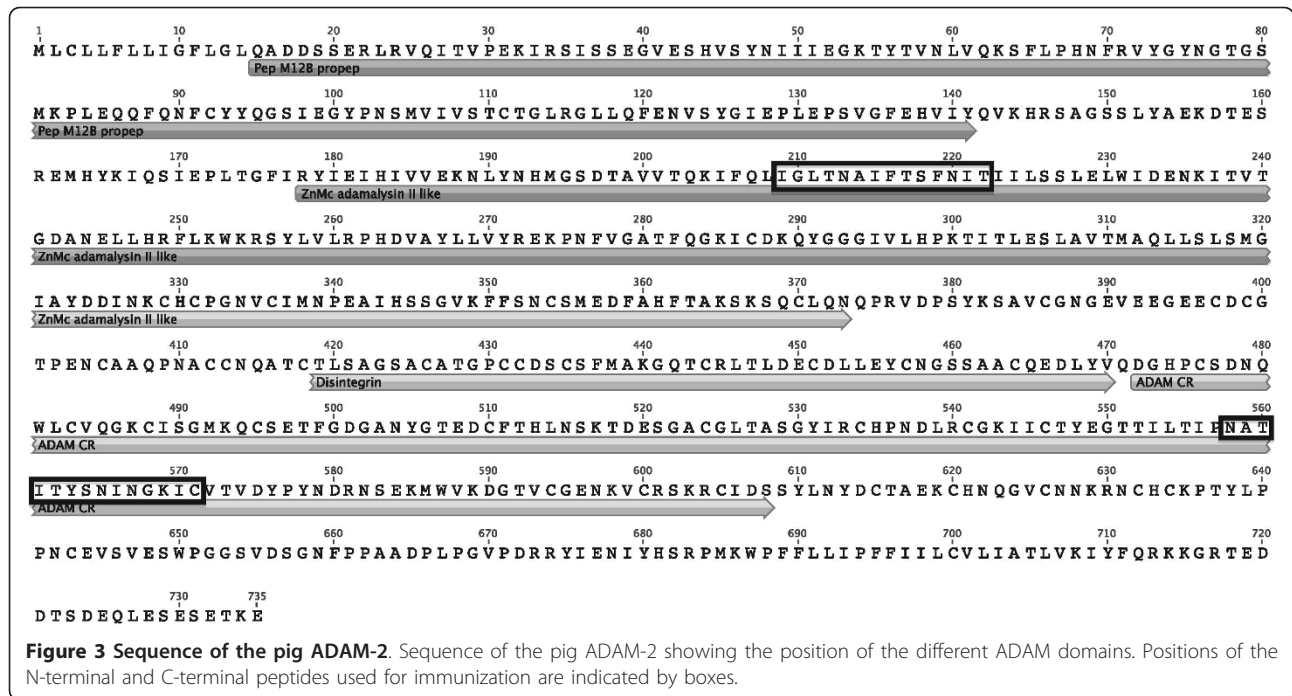 1 10 20 30 40 50 60 70 80
MLCLLFLLIGFLGLQADDSSERLRVQITVPEKIRSISSEGVESHVSYNIIIEGKTYTVNLVQKSFLPHNFRVYGYNGTGS
Pep M12B propep
90 100 110 120 130 140 150 160
MKPLEQQFQNFCYYQGSIEGYPNSMVIVSTCTGLRGLLQFENVSYGIEPLEPSVGFEHVIYQVKHRSAGSSLYAEKDTES
Pep M12B propep
170 180 190 200 210 220 230 240
REMHYKIQSIEPLTGFIRYIEIHIVVEKNLYNHMGSDTAVVTQKIFQLIGLTNAIFTSFNITIILSSLELWIDENKITVT
ZnMc adamalysin II like
250 260 270 280 290 300 310 320
GDANELLHRFLKWKRSYLVLRPHDVAYLLVYREKPNFVGATFQGKICDKQYGGGIVLHPKTITLESLAVTMAQLLSLSMG
ZnMc adamalysin II like
330 340 350 360 370 380 390 400
IAYDDINKCHCPGNVCIMNPEAIHSSGVKFFSNCSMEDFAHFTAKSKSQCLQNQPRVDPSYKSAVCGNGEVEEGEECDCG
ZnMc adamalysin II like
410 420 430 440 450 460 470 480
TPENCAAQPNACCNQATCTLSAGSACATGPCCDSCSFMAKGQTCRLTLDECDLLEYCNGSSAACQEDLYVQDGHPCSDNQ
Disintegrin ADAM CR
490 500 510 520 530 540 550 560
WLCVQGKCISGMKQCSETFGDGANYGTEDCFTHLNSKTDESGACGLTASGYIRCHPNDLRCGKIICTYEGTTILTIPNAT
ADAM CR
570 580 590 600 610 620 630 640
ITYSNINGKICVTVDYPYNDRNSEKMWVKDGTVCGENKVCRSKRCIDSSYLNYDCTAEKCHNQGVCNNKRNCHCKPTYLP
ADAM CR
650 660 670 680 690 700 710 720
PNCEVSVESWPGGSVDSGNFPPAADPLPGVPDRRYIENIYHSRPMKWPFFLLIPFFIILCVLIATLVKIYFQRKKGRTED
730 735
DTSDEQLESESETKE
Figure 3 Sequence of the pig ADAM-2. Sequence of the pig ADAM-2 showing the position of the different ADAM domains. Positions of the
N-terminal and C-terminal peptides used for immunization are indicated by boxes.